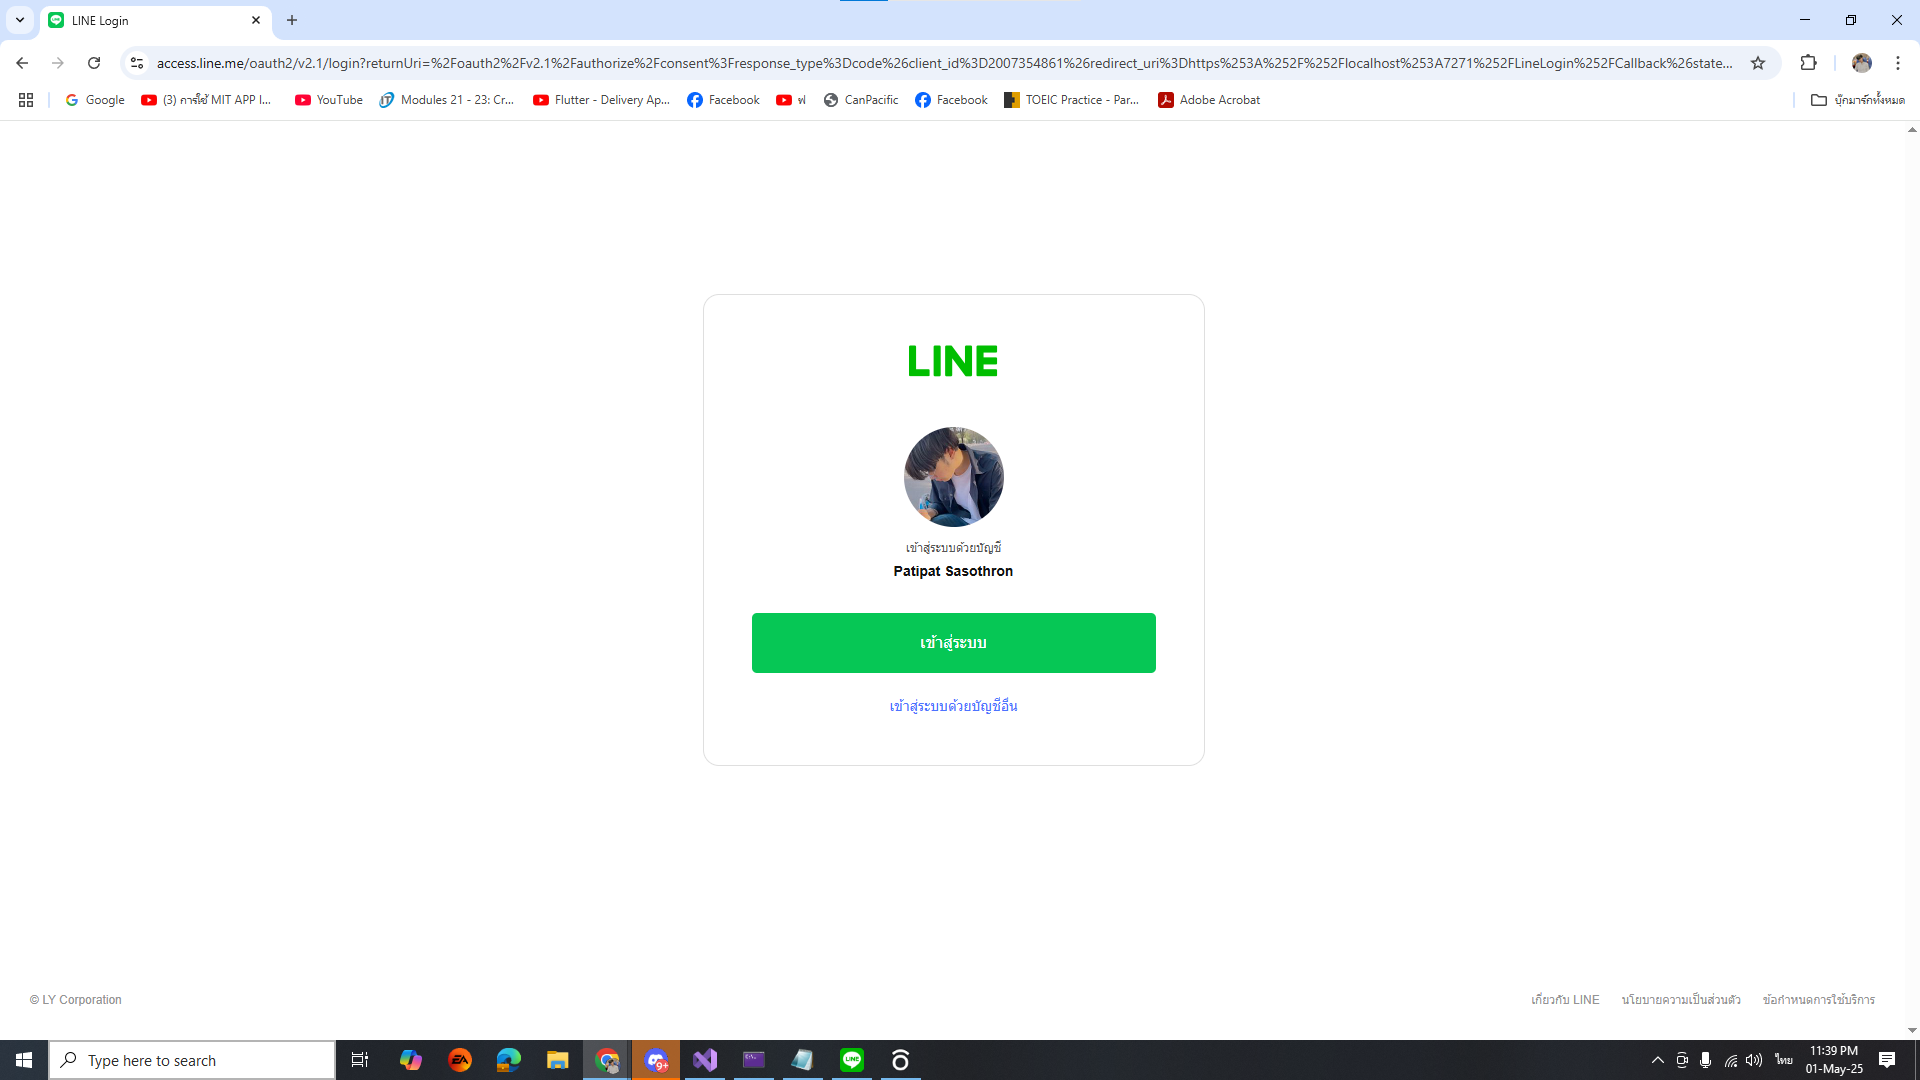 LINE Login
access.line.me/oauth2/v2.1/login?returnUri=%2Foauth2%2Fv2.1%2Fauthorize%2Fconsent%3Fresponse_type%3Dcode%26client_id%3D2007354861%26redirect_uri%3Dhttps%253A%252F%252Flocalhost%253A7271%252FLineLogin%252FCallback%26state...
Google
(3) การใช้ MIT APP I...
YouTube
Modules 21 - 23: Cr...
Flutter - Delivery Ap...
Facebook
ฟ
CanPacific
Facebook
TOEIC Practice - Par...
Adobe Acrobat
บุ๊กมาร์กทั้งหมด
LINE
เข้าสู่ระบบด้วยบัญชี
Patipat Sasothron
เข้าสู่ระบบ
เข้าสู่ระบบด้วยบัญชีอื่น
© LY Corporation
เกี่ยวกับ LINE
นโยบายความเป็นส่วนตัว
ข้อกำหนดการใช้บริการ
Type here to search
EA
9+
LINE
ไทย
11:39 PM
01-May-25